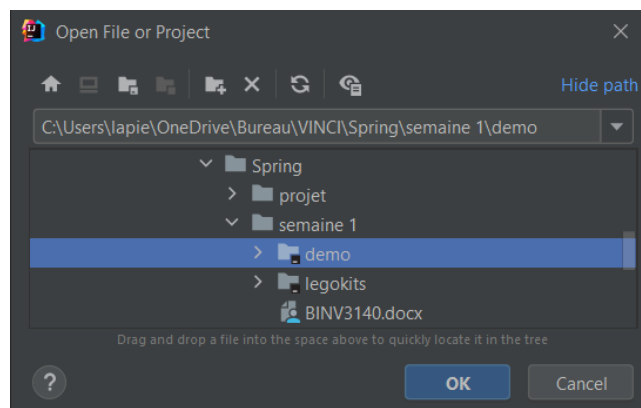 Open File or Project
Hide path
C:\Users\lapie\OneDrive\Bureau\VINCI\Spring\semaine 1\demo
Spring
projet
semaine 1
demo
legokits
BINV3140.docx
Drag and drop a file into the space above to quickly locate it in the tree
?
OK
Cancel